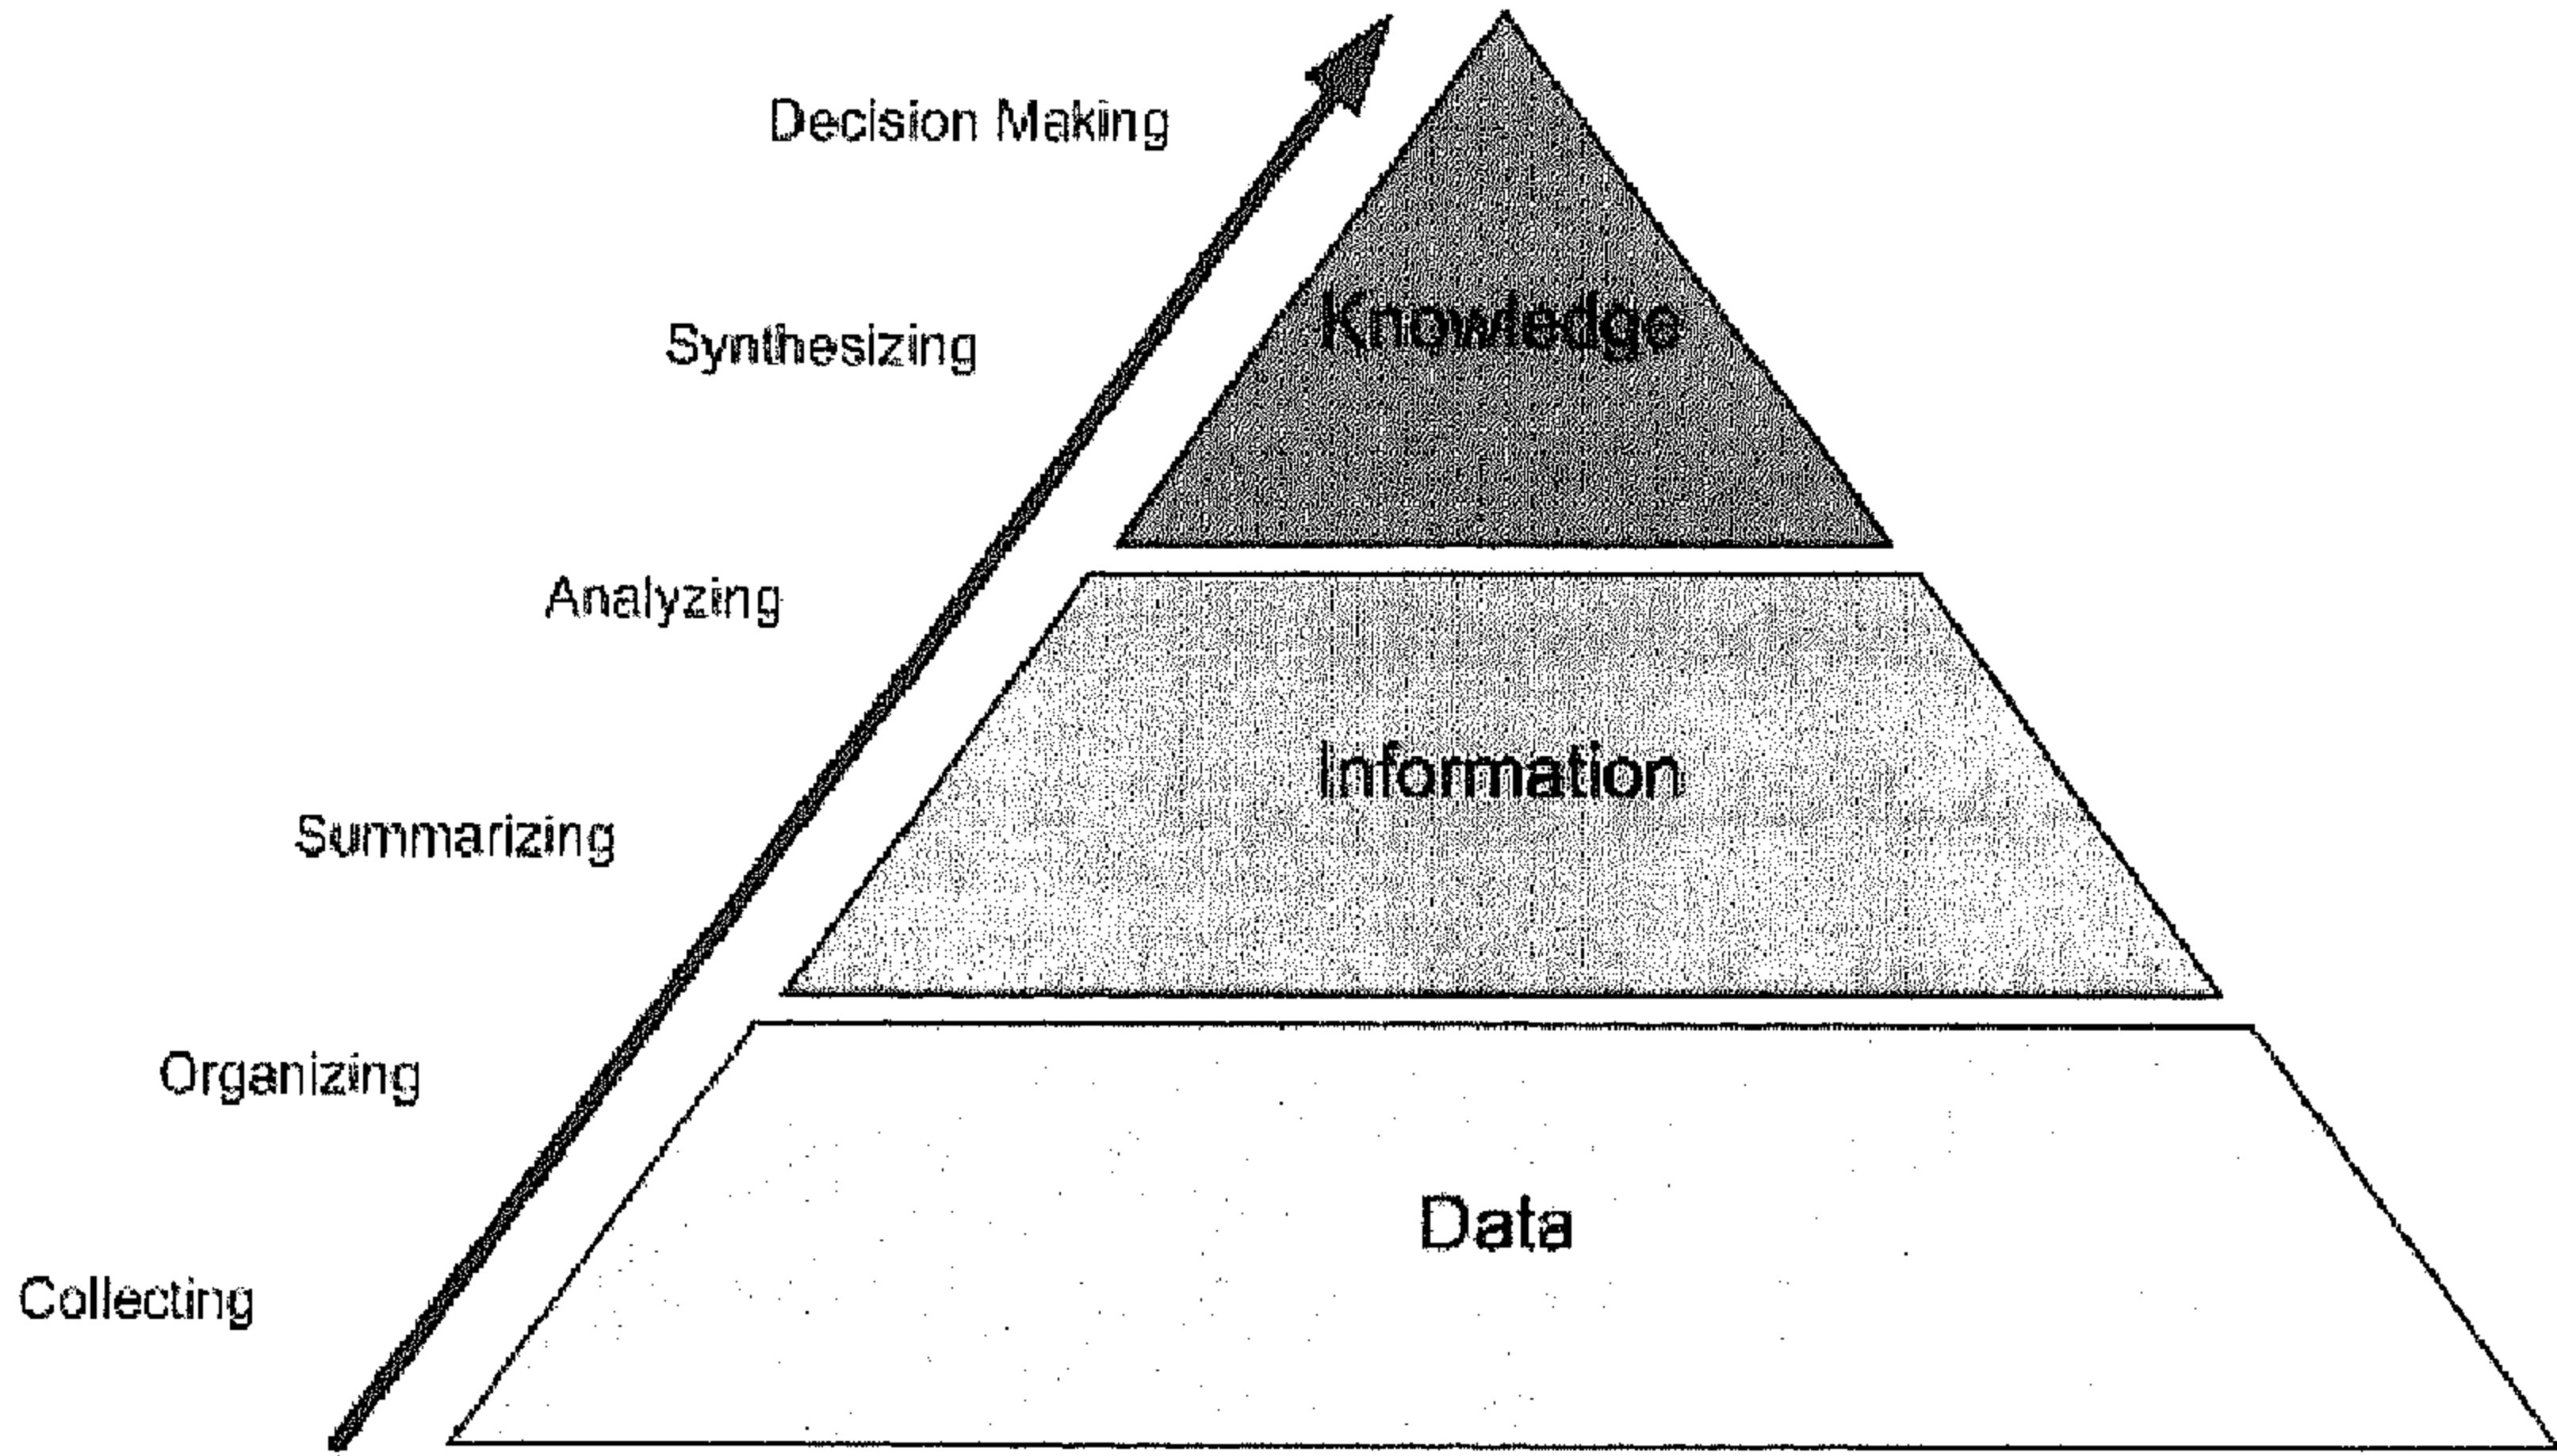 Decision Making
Knowledge
Synthesizing
Analyzing
Information
Summarizing
Organizing
Data
Collecting